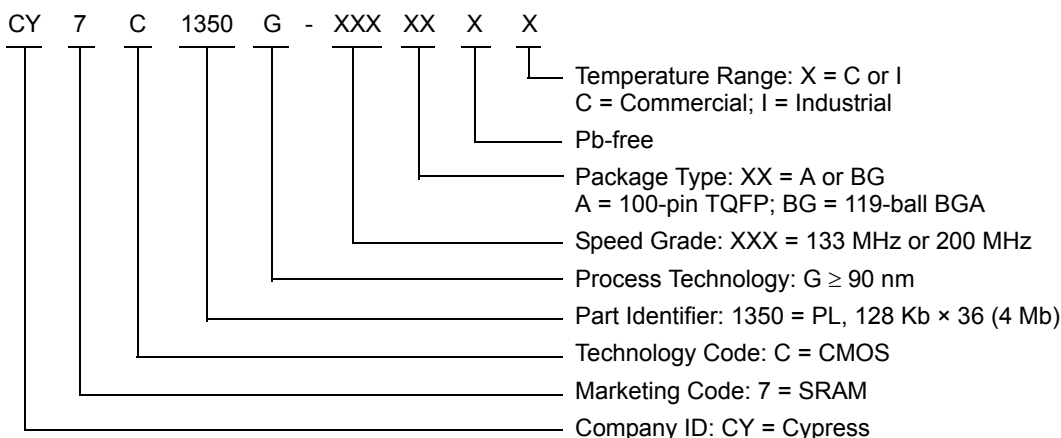 CY 7 C 1350 G - XXX XX X X
Temperature Range: X = C or I
C = Commercial; I = Industrial
Pb-free
Package Type: XX = A or BG
A = 100-pin TQFP; BG = 119-ball BGA
Speed Grade: XXX = 133 MHz or 200 MHz
Process Technology: G ≥ 90 nm
Part Identifier: 1350 = PL, 128 Kb × 36 (4 Mb)
Technology Code: C = CMOS
Marketing Code: 7 = SRAM
Company ID: CY = Cypress